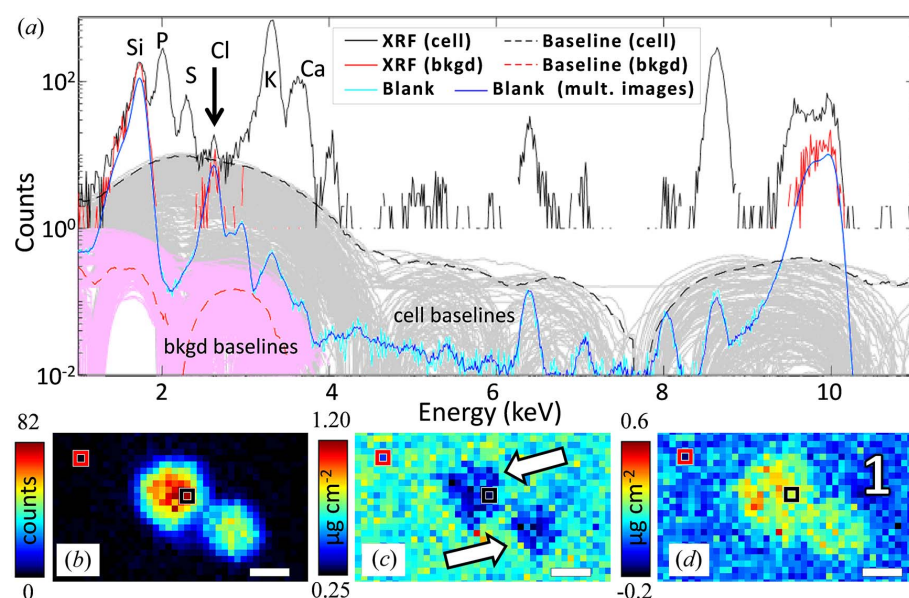 (a)
Si P S Cl K Ca
XRF (cell) Baseline (cell)
XRF (bkgd) Baseline (bkgd)
Blank Blank (mult. images)
Counts
10²
10⁰
10⁻²
cell baselines
bkgd baselines
2 4 6 8 10
Energy (keV)
82 counts 0
(b)
1.20 µg cm⁻² 0.25
(c)
0.6 µg cm⁻² -0.2
1
(d)